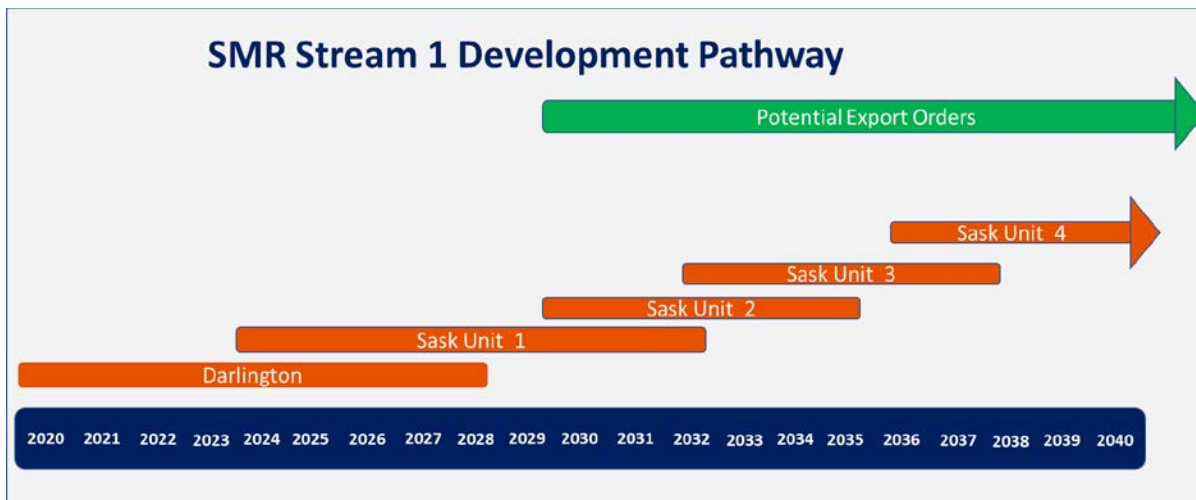 SMR Stream 1 Development Pathway
Potential Export Orders
Sask Unit 4
Sask Unit 3
Sask Unit 2
Sask Unit 1
Darlington
2020 2021 2022 2023 2024 2025 2026 2027 2028 2029 2030 2031 2032 2033 2034 2035 2036 2037 2038 2039 2040